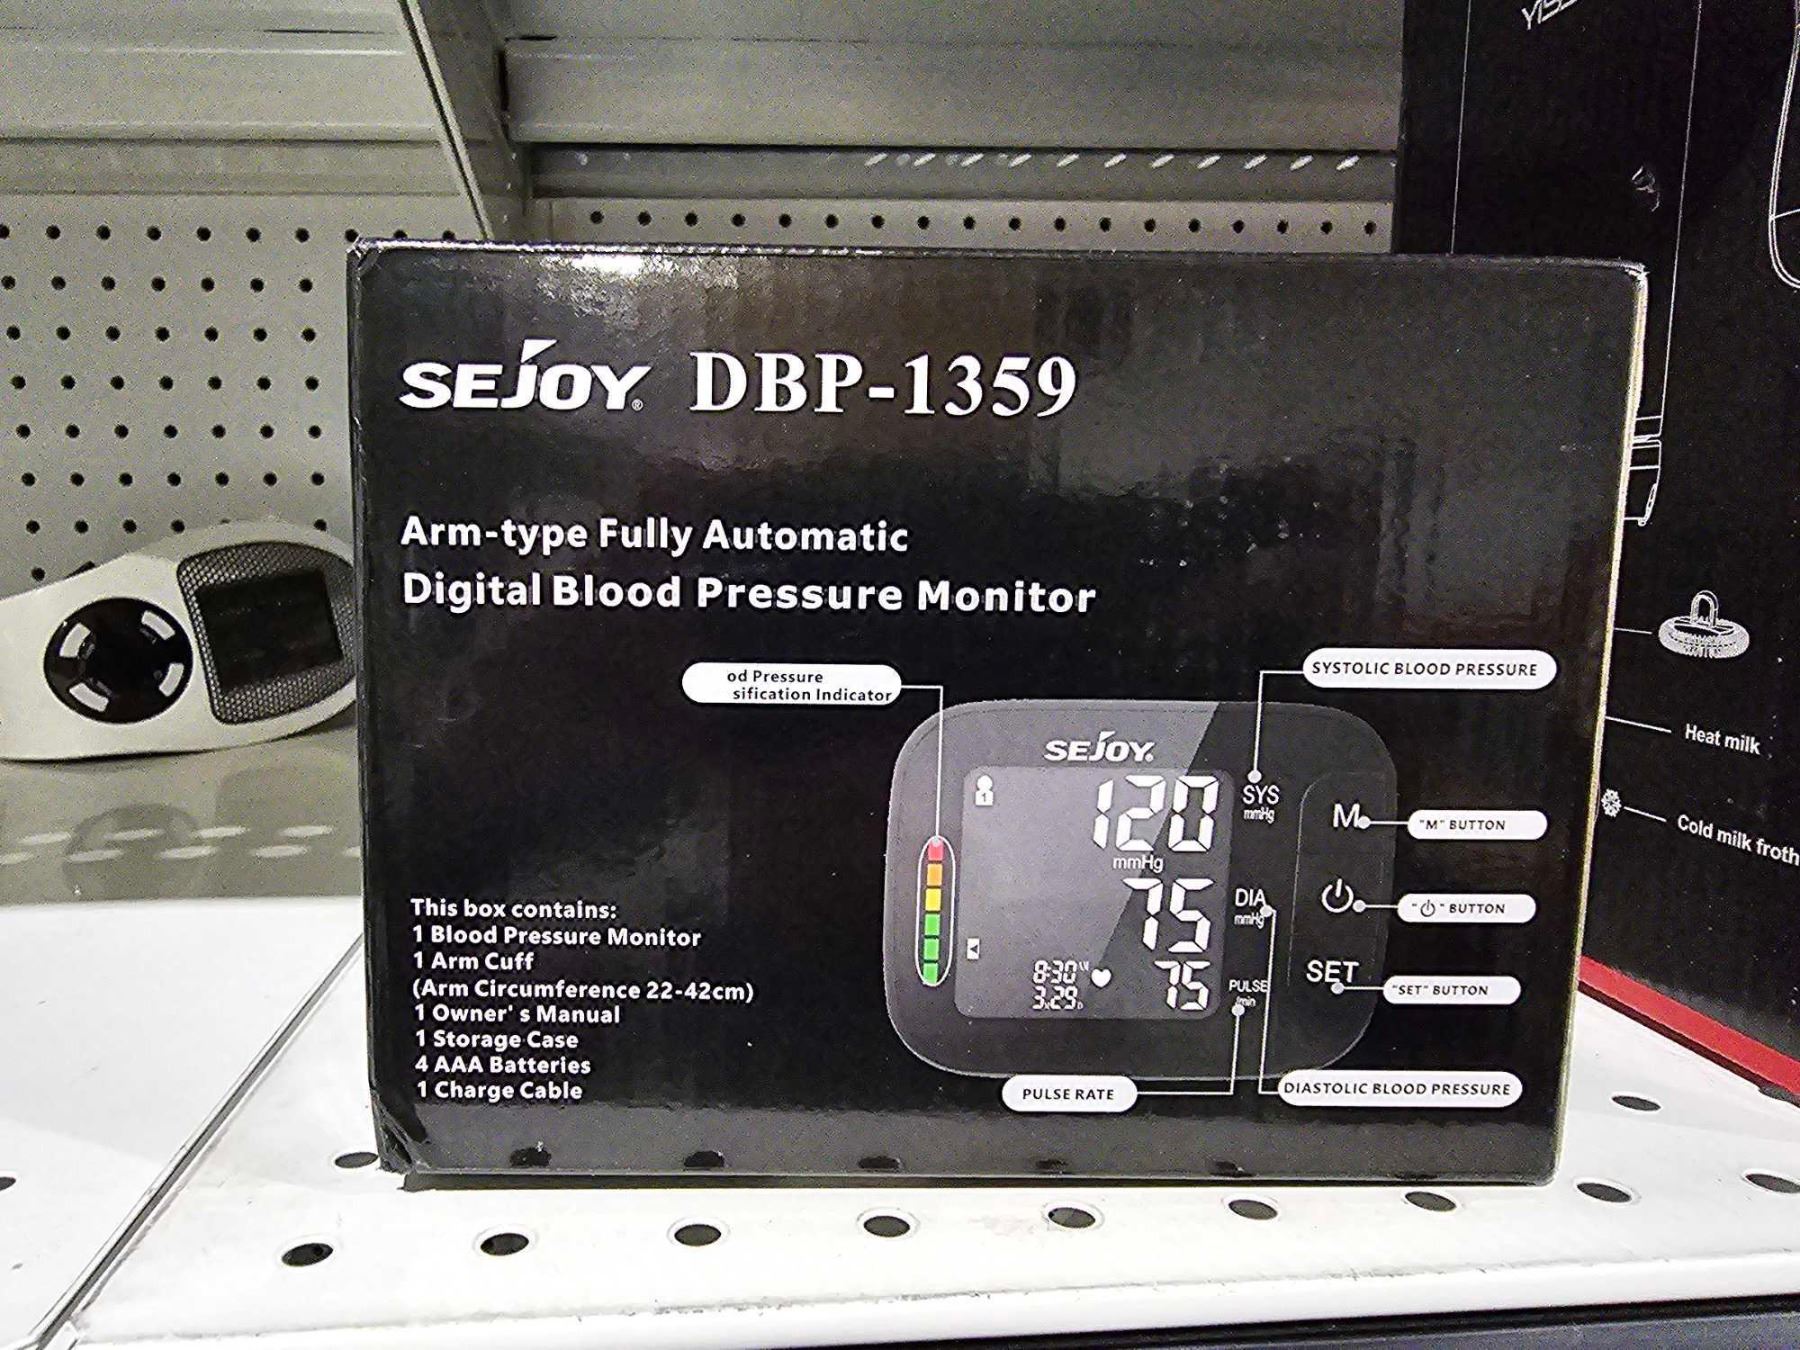 SEJOY® DBP-1359
Arm-type Fully Automatic
Digital Blood Pressure Monitor
od Pressure
sification Indicator
SYSTOLIC BLOOD PRESSURE
SEJOY
1
120
SYS
mmHg
mmHg
M
"M" BUTTON
75
DIA
mmHg
"⏻" BUTTON
8:30
3 29
75
PULSE
/min
SET
"SET" BUTTON
PULSE RATE
DIASTOLIC BLOOD PRESSURE
This box contains:
1 Blood Pressure Monitor
1 Arm Cuff
(Arm Circumference 22-42cm)
1 Owner's Manual
1 Storage Case
4 AAA Batteries
1 Charge Cable
Heat milk
Cold milk froth